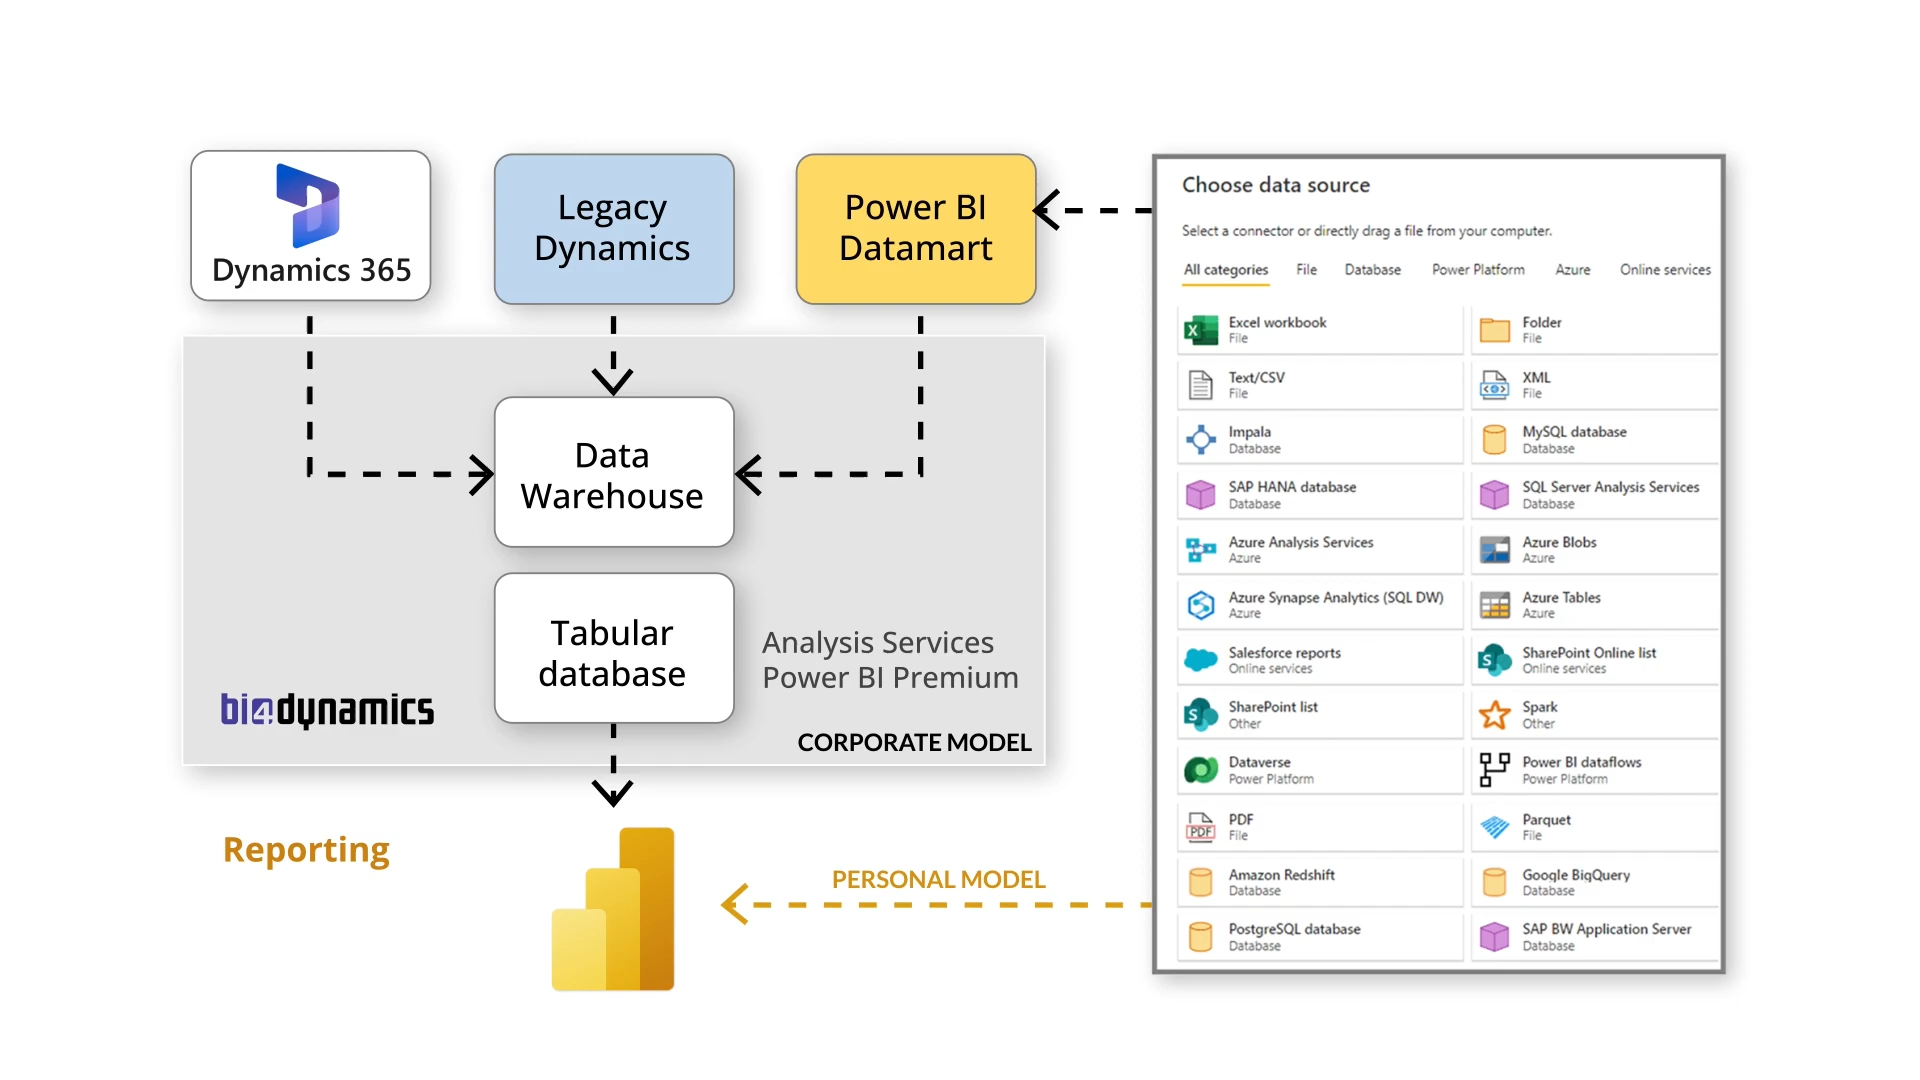 Dynamics 365
Legacy
Dynamics
Power BI
Datamart
Data
Warehouse
Tabular
database
Analysis Services
Power BI Premium
bi4dynamics
CORPORATE MODEL
Reporting
PERSONAL MODEL
Choose data source
Select a connector or directly drag a file from your computer.
All categories File Database Power Platform Azure Online services
Excel workbook
File
Folder
File
Text/CSV
File
XML
File
Impala
Database
MySQL database
Database
SAP HANA database
Database
SQL Server Analysis Services
Database
Azure Analysis Services
Azure
Azure Blobs
Azure
Azure Synapse Analytics (SQL DW)
Azure
Azure Tables
Azure
Salesforce reports
Online services
SharePoint Online list
Online services
SharePoint list
Other
Spark
Other
Dataverse
Power Platform
Power BI dataflows
Power Platform
PDF
PDF
File
Parquet
File
Amazon Redshift
Database
Google BigQuery
Database
PostgreSQL database
Database
SAP BW Application Server
Database